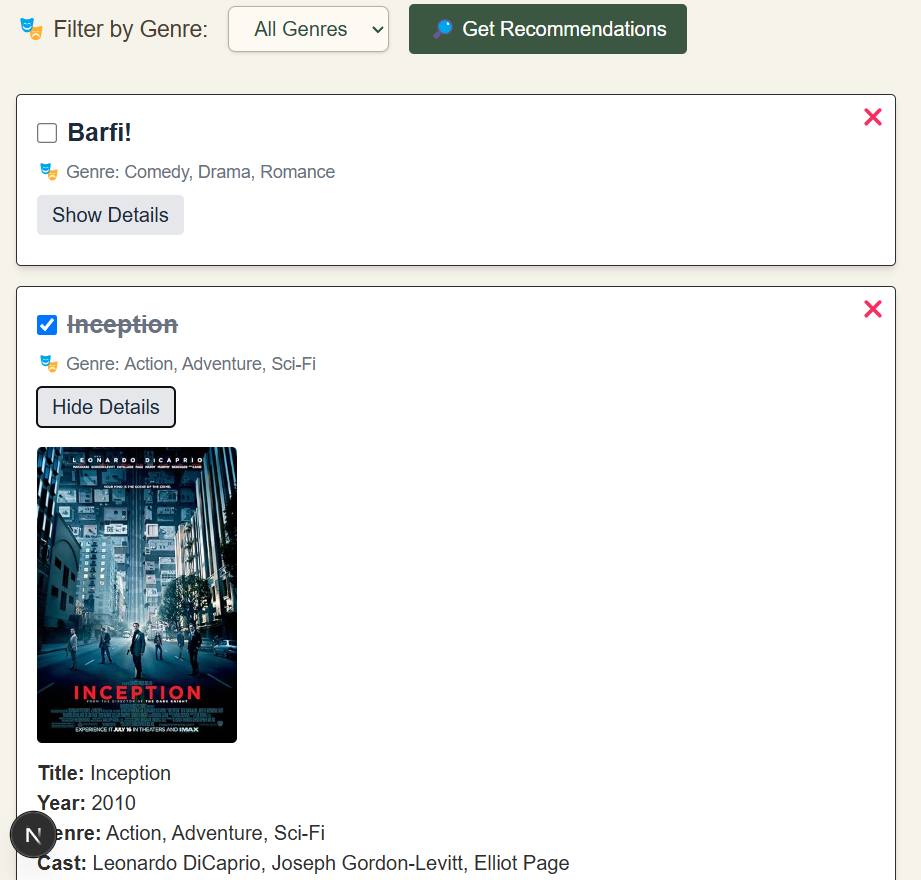 Filter by Genre: All Genres Get Recommendations
Barfi!
Genre: Comedy, Drama, Romance
Show Details
Inception
Genre: Action, Adventure, Sci-Fi
Hide Details
LEONARDO DICAPRIO
YOUR MIND IS THE SCENE OF THE CRIME.
INCEPTION
FROM THE DIRECTOR OF THE DARK KNIGHT
EXPERIENCE IT JULY 16 IN THEATERS AND IMAX
Title: Inception
Year: 2010
N
enre: Action, Adventure, Sci-Fi
Cast: Leonardo DiCaprio, Joseph Gordon-Levitt, Elliot Page